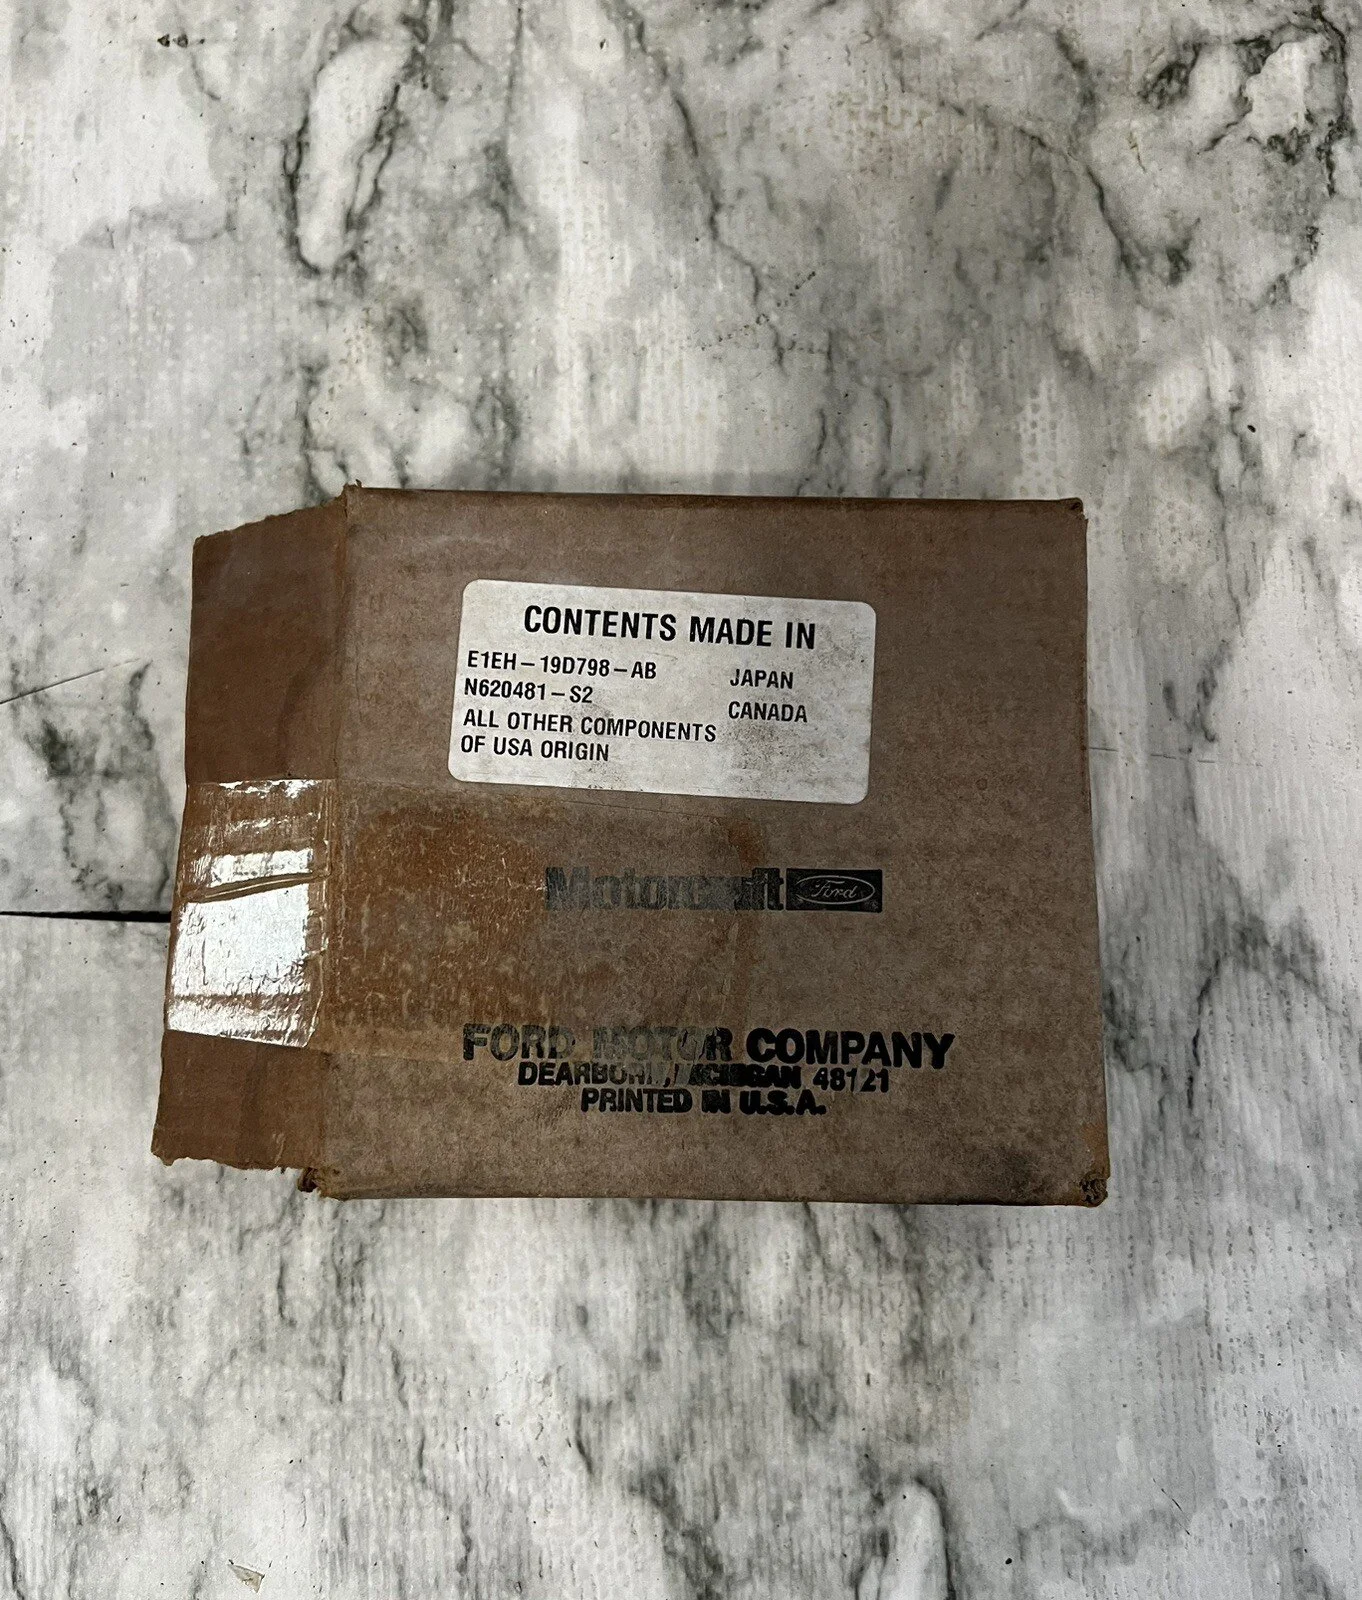 CONTENTS MADE IN
E1EH-19D798-AB JAPAN
N620481-S2 CANADA
ALL OTHER COMPONENTS
OF USA ORIGIN
Motorcraft Ford
FORD MOTOR COMPANY
DEARBORN, MICHIGAN 48121
PRINTED IN U.S.A.